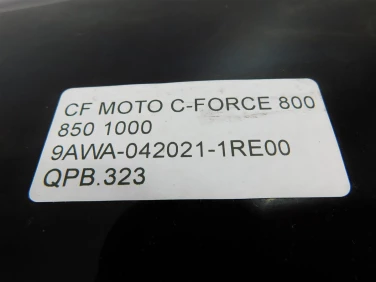 CF MOTO C-FORCE 800
850 1000
9AWA-042021-1RE00
QPB.323